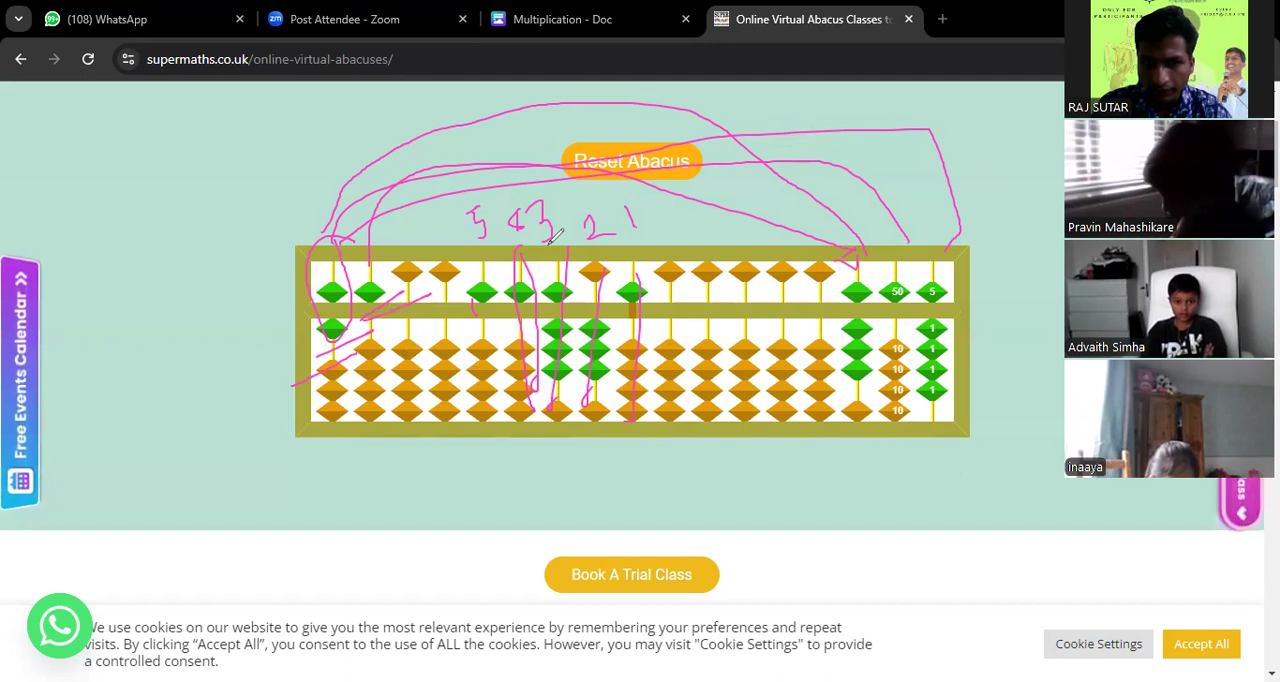 (108) WhatsApp
Post Attendee - Zoom
Multiplication - Doc
Online Virtual Abacus Classes to
supermaths.co.uk/online-virtual-abacuses/
ONLY FOR
PARTICIPANTS
RAJ SUTAR
Reset Abacus
Pravin Mahashikare
5 4 3 2 1
50 5
1
10 1
10 1
10 1
10
Free Events Calendar
Advaith Simha
inaaya
Book A Trial Class
We use cookies on our website to give you the most relevant experience by remembering your preferences and repeat
visits. By clicking “Accept All”, you consent to the use of ALL the cookies. However, you may visit "Cookie Settings" to provide
a controlled consent.
Cookie Settings
Accept All